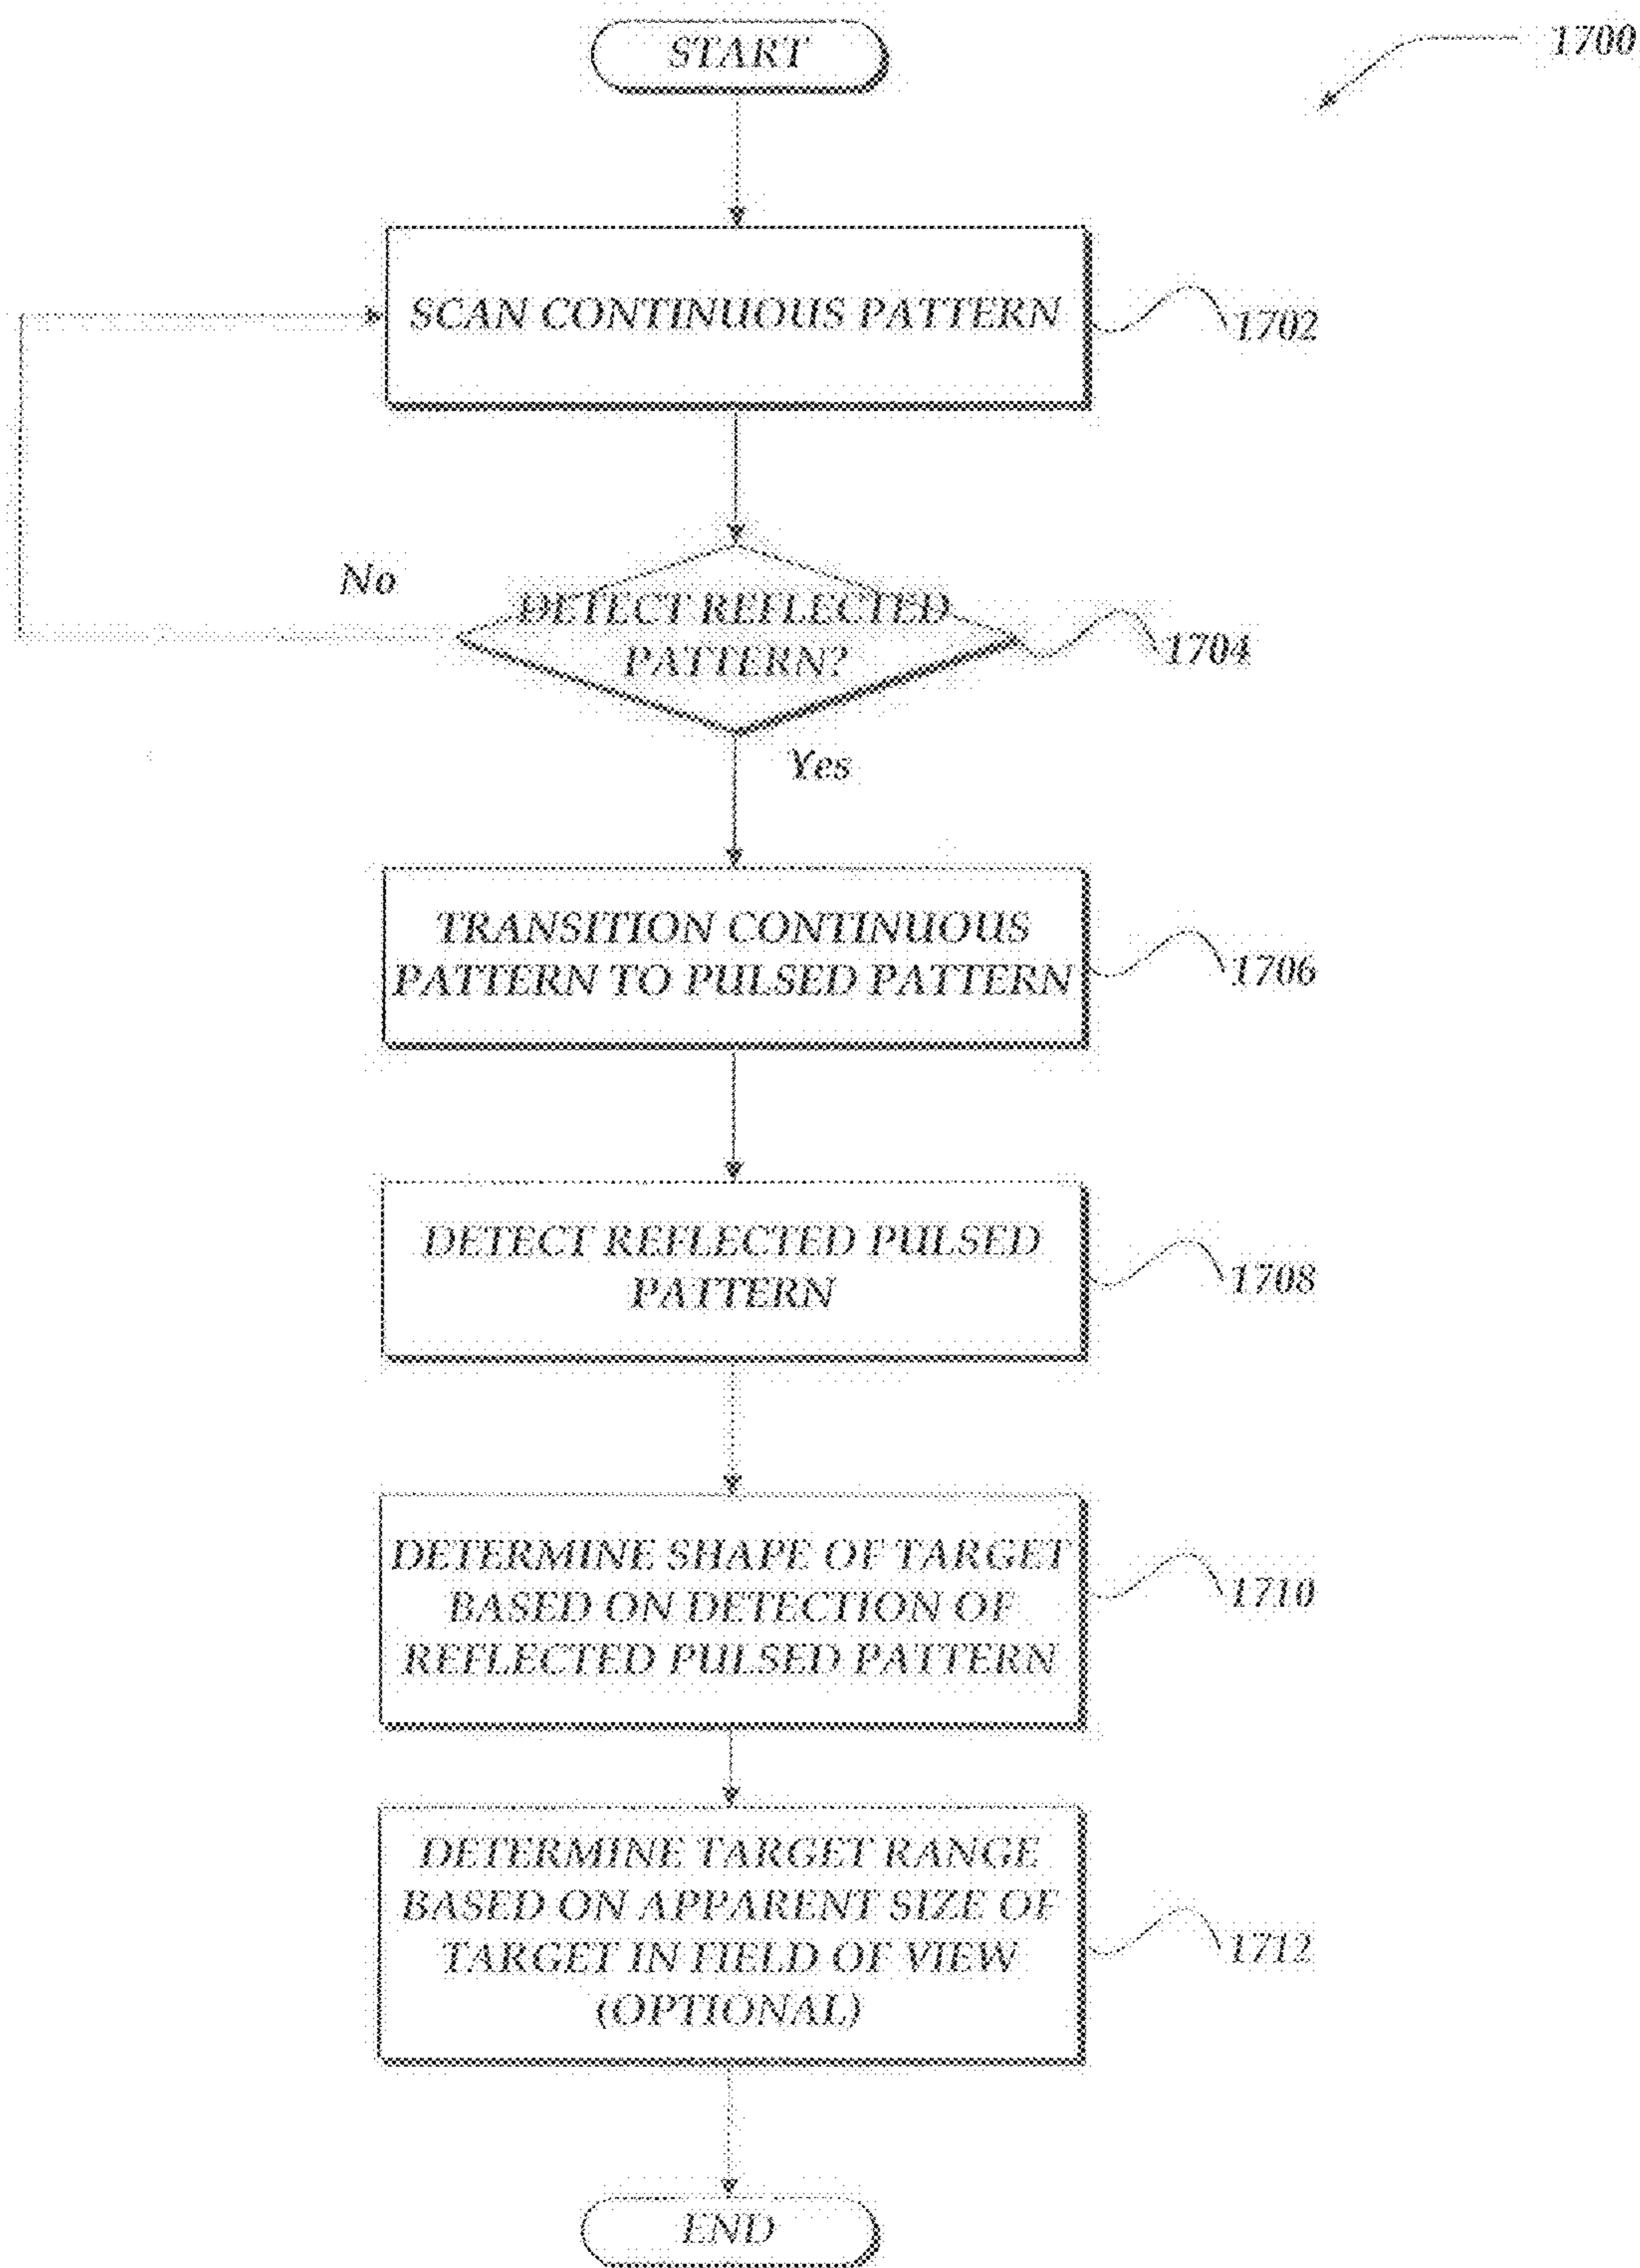 START
1700
SCAN CONTINUOUS PATTERN
1702
No
DETECT REFLECTED
PATTERN?
1704
Yes
TRANSITION CONTINUOUS
PATTERN TO PULSED PATTERN
1706
DETECT REFLECTED PULSED
PATTERN
1708
DETERMINE SHAPE OF TARGET
BASED ON DETECTION OF
REFLECTED PULSED PATTERN
1710
DETERMINE TARGET RANGE
BASED ON APPARENT SIZE OF
TARGET IN FIELD OF VIEW
(OPTIONAL)
1712
END